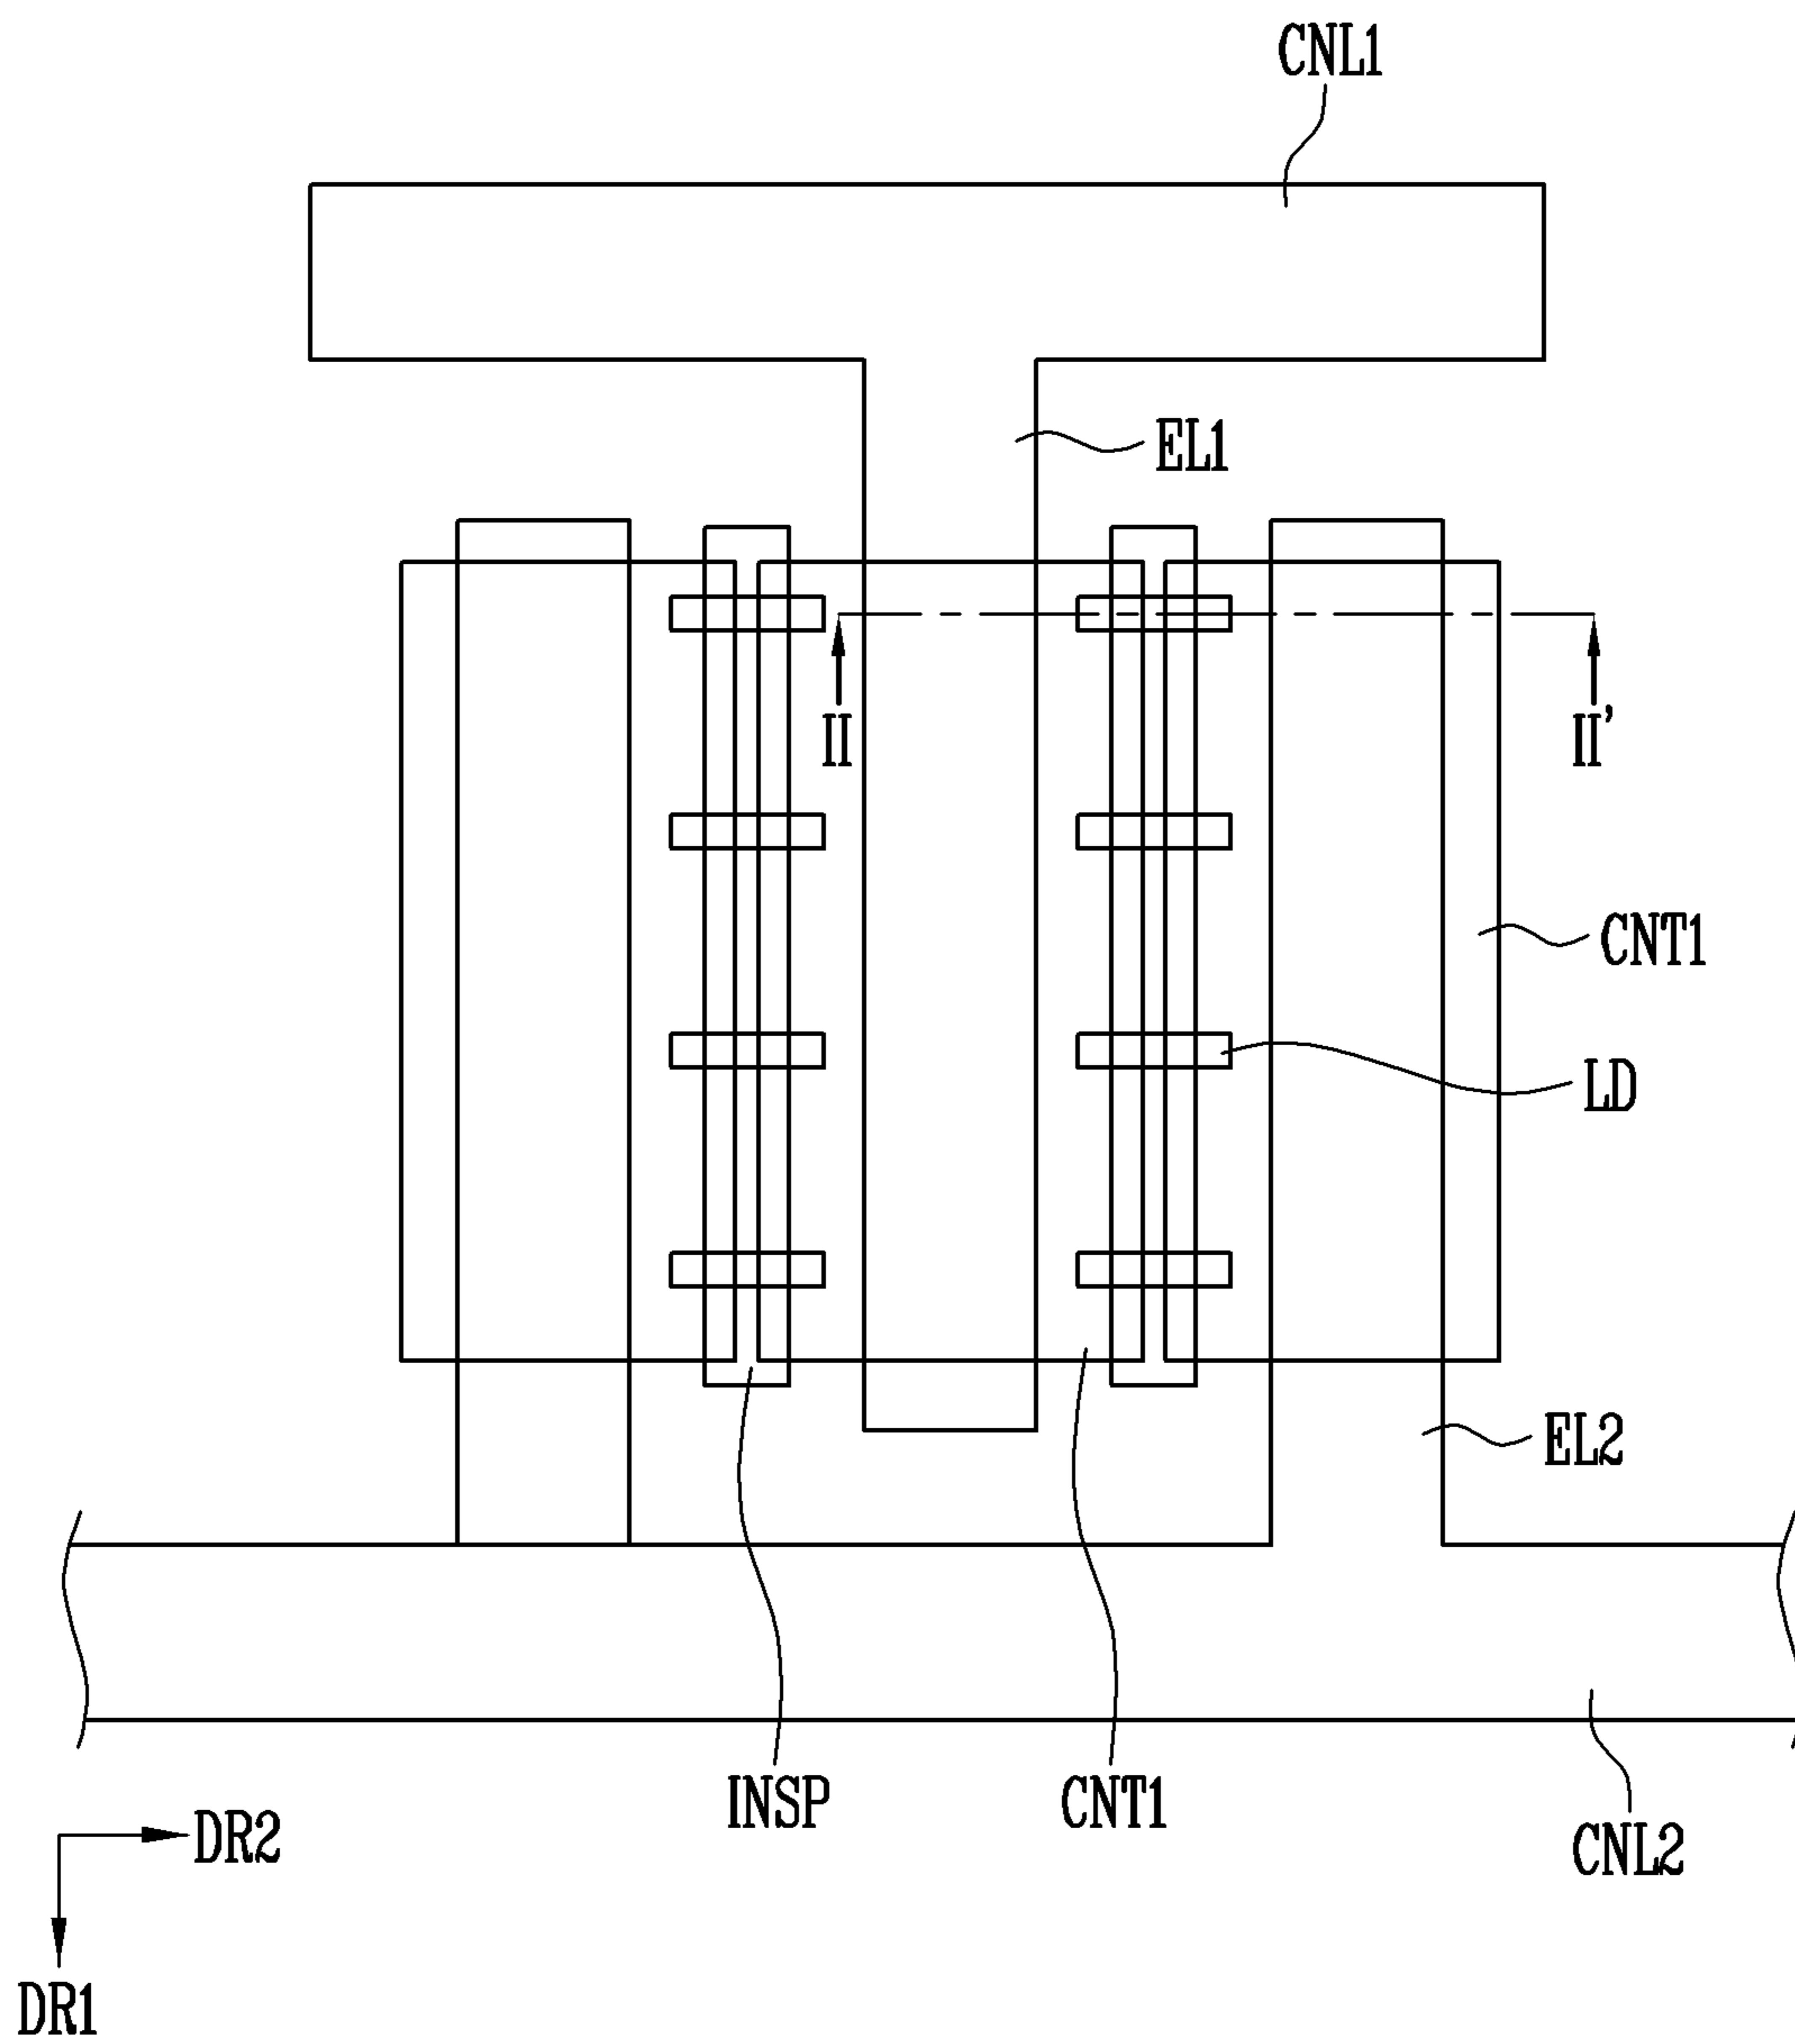 CNL1
EL1
II
II'
CNT1
LD
EL2
INSP
CNT1
CNL2
DR2
DR1